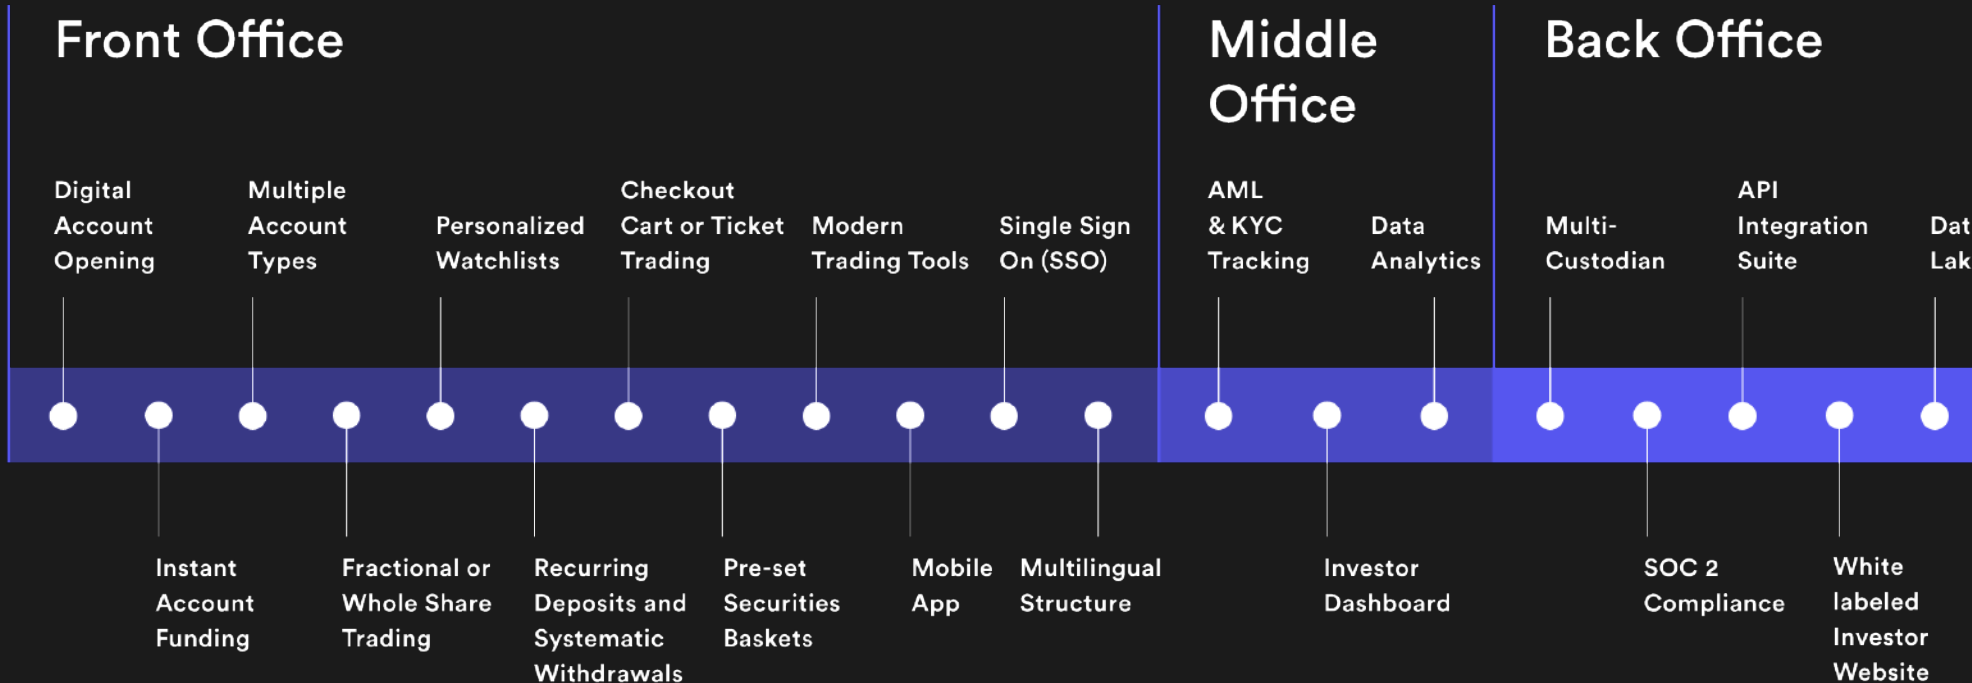 Front Office
Middle
Office
Back Office
Digital
Account
Opening
Multiple
Account
Types
Personalized
Watchlists
Checkout
Cart or Ticket
Trading
Modern
Trading Tools
Single Sign
On (SSO)
AML
& KYC
Tracking
Data
Analytics
Multi-
Custodian
API
Integration
Suite
Instant
Account
Funding
Fractional or
Whole Share
Trading
Recurring
Deposits and
Systematic
Withdrawals
Pre-set
Securities
Baskets
Mobile
App
Multilingual
Structure
Investor
Dashboard
SOC 2
Compliance
White
labeled
Investor
Website